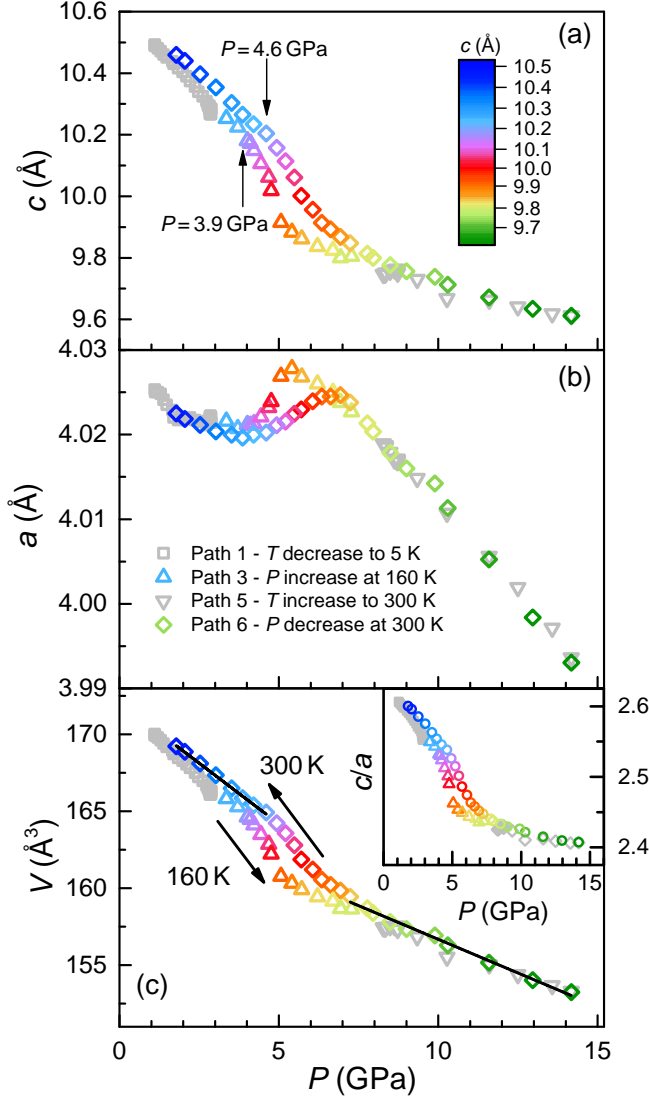 10.6
10.4
10.2
10.0
9.8
9.6
c (Å)
(a)
P = 4.6 GPa
P = 3.9 GPa
c (Å)
10.5
10.4
10.3
10.2
10.1
10.0
9.9
9.8
9.7
4.03
4.02
4.01
4.00
3.99
a (Å)
(b)
Path 1 - T decrease to 5 K
Path 3 - P increase at 160 K
Path 5 - T increase to 300 K
Path 6 - P decrease at 300 K
170
165
160
155
V (Å³)
(c)
300 K
160 K
c/a
2.6
2.5
2.4
0 5 10 15
P (GPa)
0 5 10 15
P (GPa)